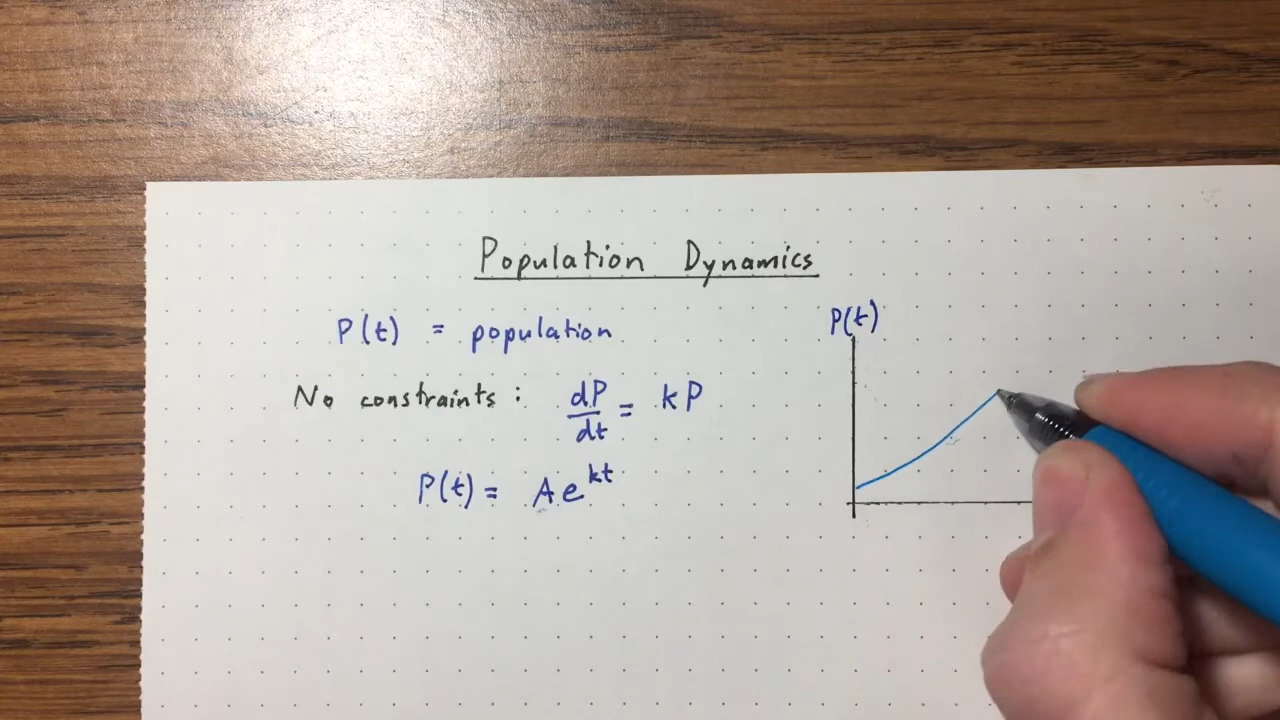 Population Dynamics
P(t) = population
No constraints: dP/dt = kP
P(t) = Ae^kt
P(t)